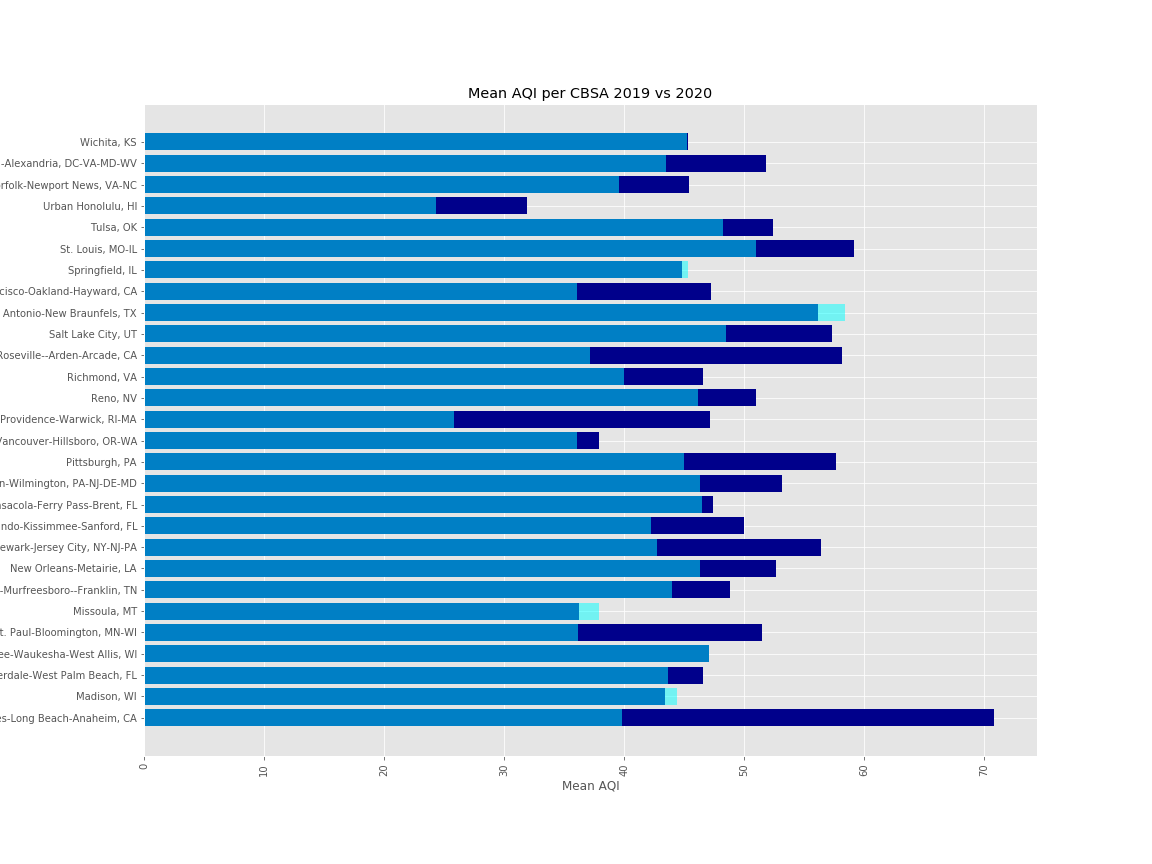 Mean AQI per CBSA 2019 vs 2020
Wichita, KS
-Alexandria, DC-VA-MD-WV
rfolk-Newport News, VA-NC
Urban Honolulu, HI
Tulsa, OK
St. Louis, MO-IL
Springfield, IL
cisco-Oakland-Hayward, CA
Antonio-New Braunfels, TX
Salt Lake City, UT
Roseville--Arden-Arcade, CA
Richmond, VA
Reno, NV
Providence-Warwick, RI-MA
Vancouver-Hillsboro, OR-WA
Pittsburgh, PA
n-Wilmington, PA-NJ-DE-MD
nsacola-Ferry Pass-Brent, FL
ndo-Kissimmee-Sanford, FL
ewark-Jersey City, NY-NJ-PA
New Orleans-Metairie, LA
-Murfreesboro--Franklin, TN
Missoula, MT
t. Paul-Bloomington, MN-WI
ee-Waukesha-West Allis, WI
erdale-West Palm Beach, FL
Madison, WI
es-Long Beach-Anaheim, CA
0 10 20 30 40 50 60 70
Mean AQI